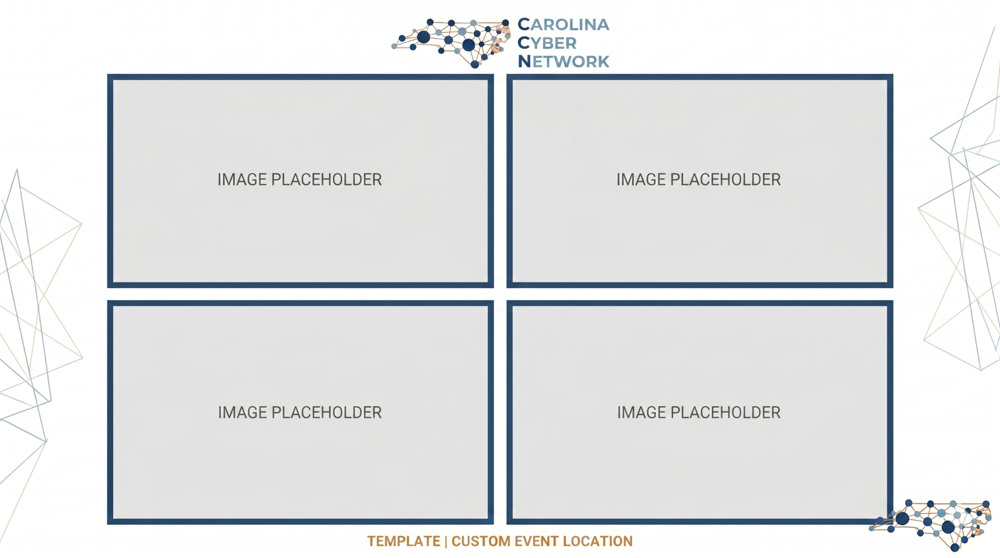 CAROLINA
CYBER
NETWORK
IMAGE PLACEHOLDER
IMAGE PLACEHOLDER
IMAGE PLACEHOLDER
IMAGE PLACEHOLDER
TEMPLATE | CUSTOM EVENT LOCATION